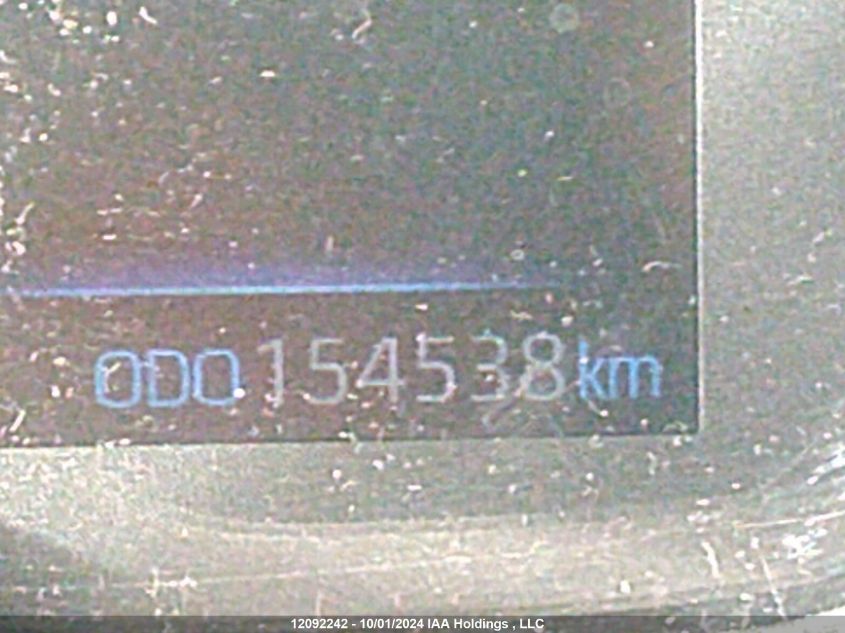 ODO 154538 km
12092242 - 10/01/2024 IAA Holdings , LLC